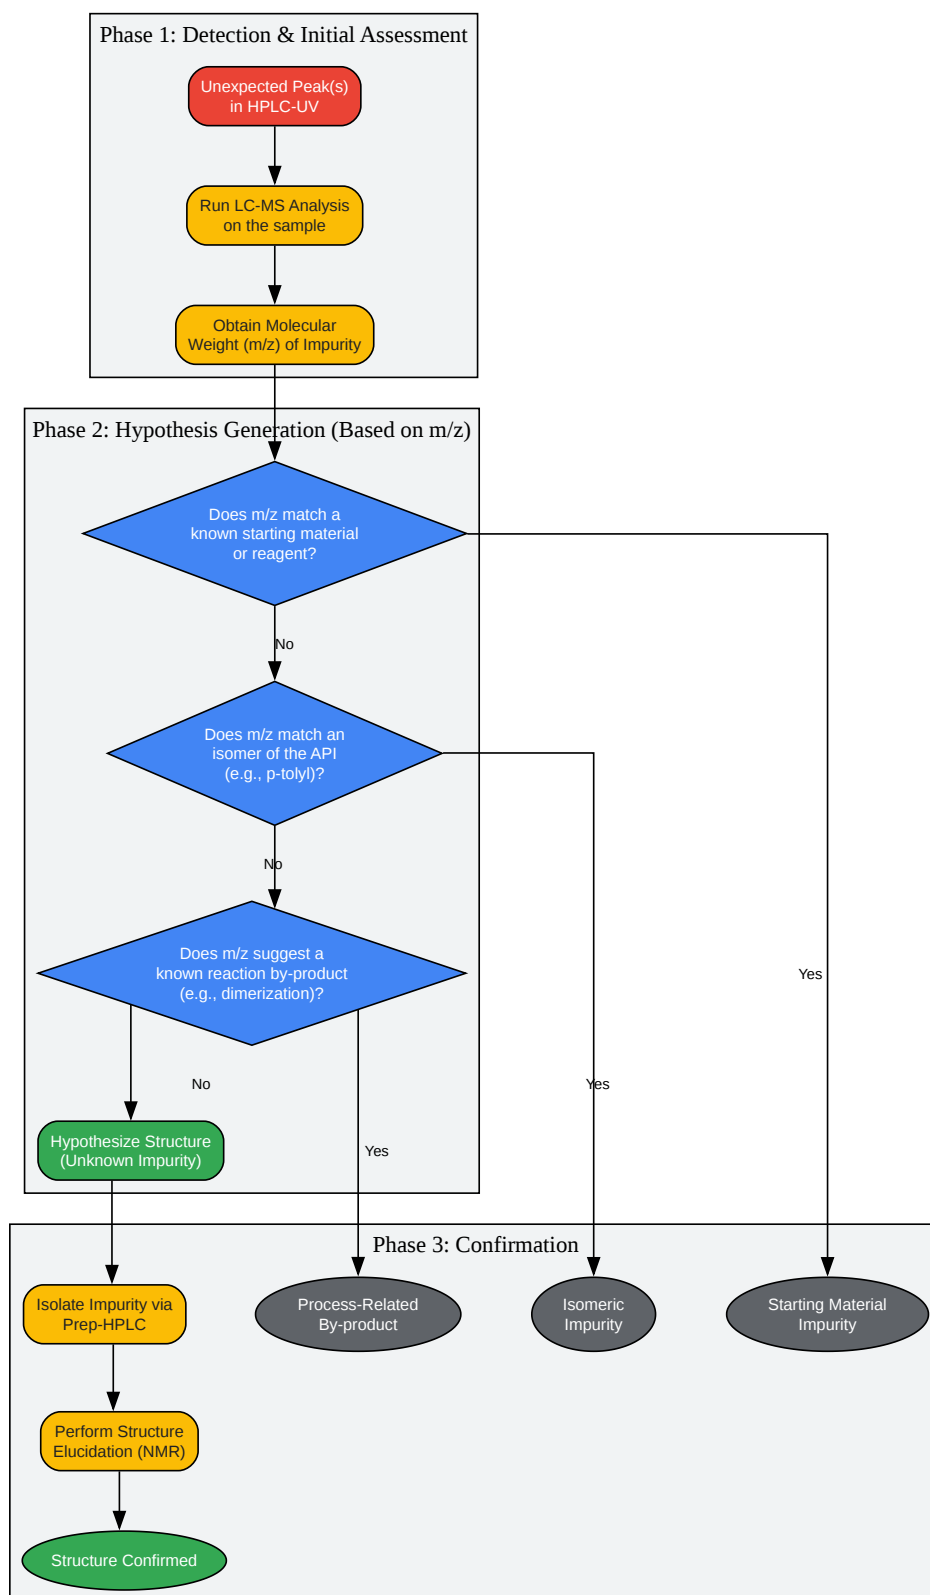 Phase 1: Detection & Initial Assessment
Unexpected Peak(s)
in HPLC-UV
Run LC-MS Analysis
on the sample
Obtain Molecular
Weight (m/z) of Impurity
Phase 2: Hypothesis Generation (Based on m/z)
Does m/z match a
known starting material
or reagent?
No
Does m/z match an
isomer of the API
(e.g., p-tolyl)?
No
Does m/z suggest a
known reaction by-product
(e.g., dimerization)?
Yes
No
Yes
Hypothesize Structure
(Unknown Impurity)
Yes
Phase 3: Confirmation
Isolate Impurity via
Prep-HPLC
Process-Related
By-product
Isomeric
Impurity
Starting Material
Impurity
Perform Structure
Elucidation (NMR)
Structure Confirmed